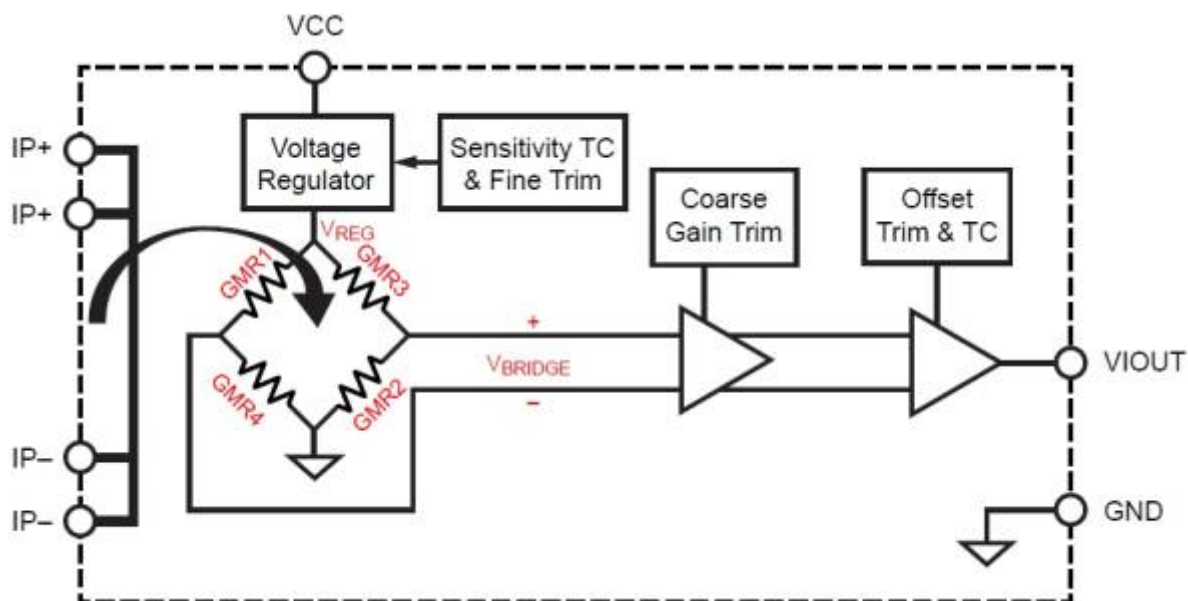 VCC
IP+
IP+
Voltage
Regulator
Sensitivity TC
& Fine Trim
Coarse
Gain Trim
Offset
Trim & TC
VREG
GMR1
GMR3
GMR4
GMR2
+
VBRIDGE
–
VIOUT
IP–
IP–
GND